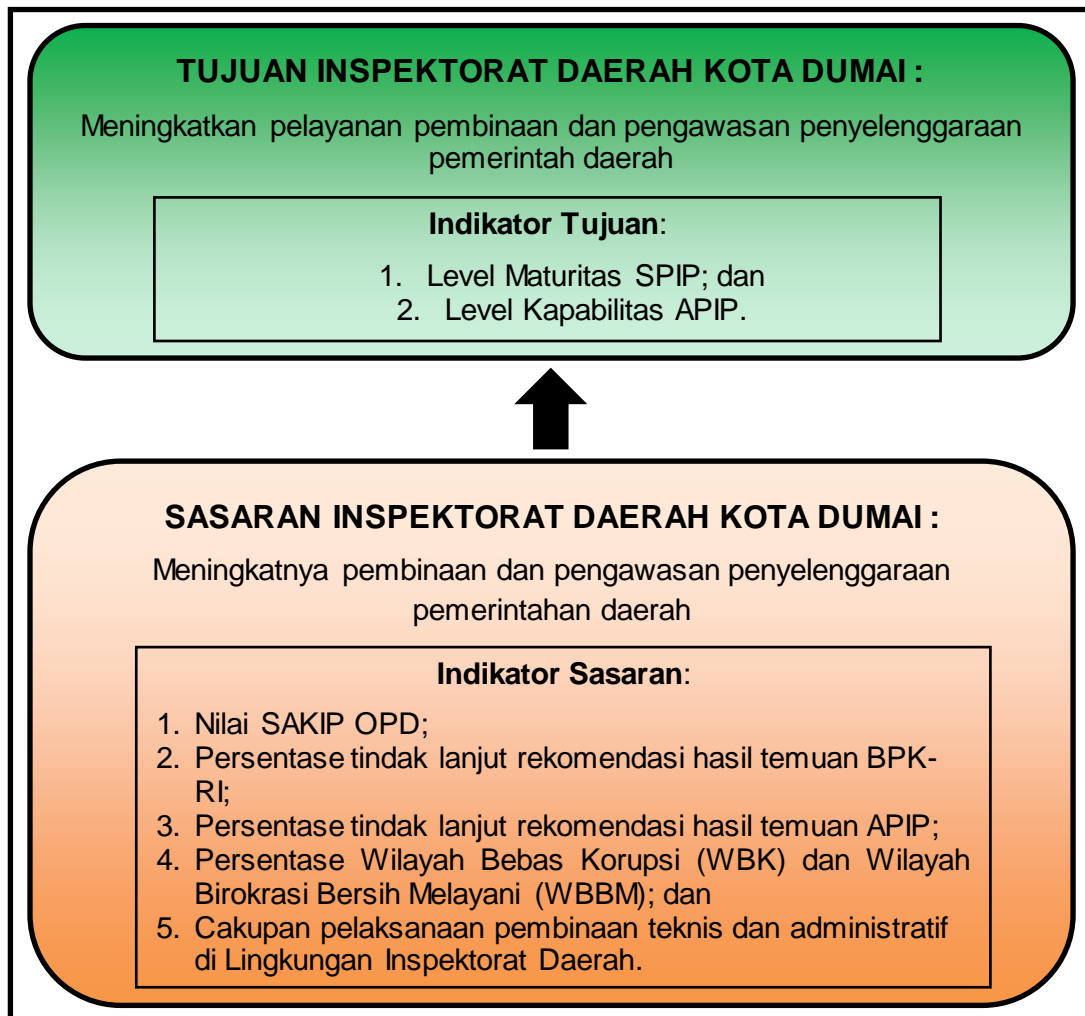 TUJUAN INSPEKTORAT DAERAH KOTA DUMAI :
Meningkatkan pelayanan pembinaan dan pengawasan penyelenggaraan
pemerintah daerah
Indikator Tujuan:
1. Level Maturitas SPIP; dan
2. Level Kapabilitas APIP.
SASARAN INSPEKTORAT DAERAH KOTA DUMAI :
Meningkatnya pembinaan dan pengawasan penyelenggaraan
pemerintahan daerah
Indikator Sasaran:
1. Nilai SAKIP OPD;
2. Persentase tindak lanjut rekomendasi hasil temuan BPK-
RI;
3. Persentase tindak lanjut rekomendasi hasil temuan APIP;
4. Persentase Wilayah Bebas Korupsi (WBK) dan Wilayah
Birokrasi Bersih Melayani (WBBM); dan
5. Cakupan pelaksanaan pembinaan teknis dan administratif
di Lingkungan Inspektorat Daerah.